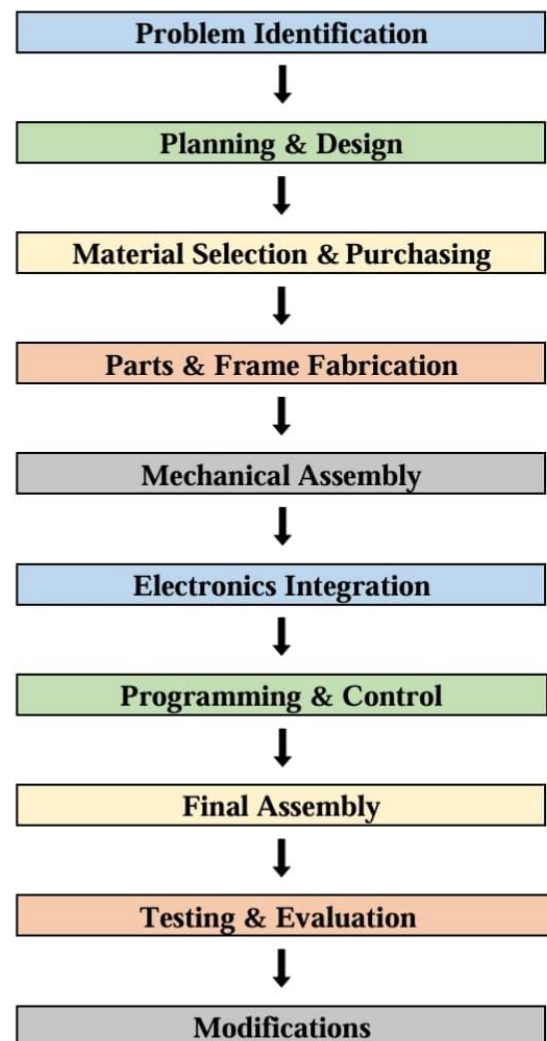 Problem Identification
Planning & Design
Material Selection & Purchasing
Parts & Frame Fabrication
Mechanical Assembly
Electronics Integration
Programming & Control
Final Assembly
Testing & Evaluation
Modifications